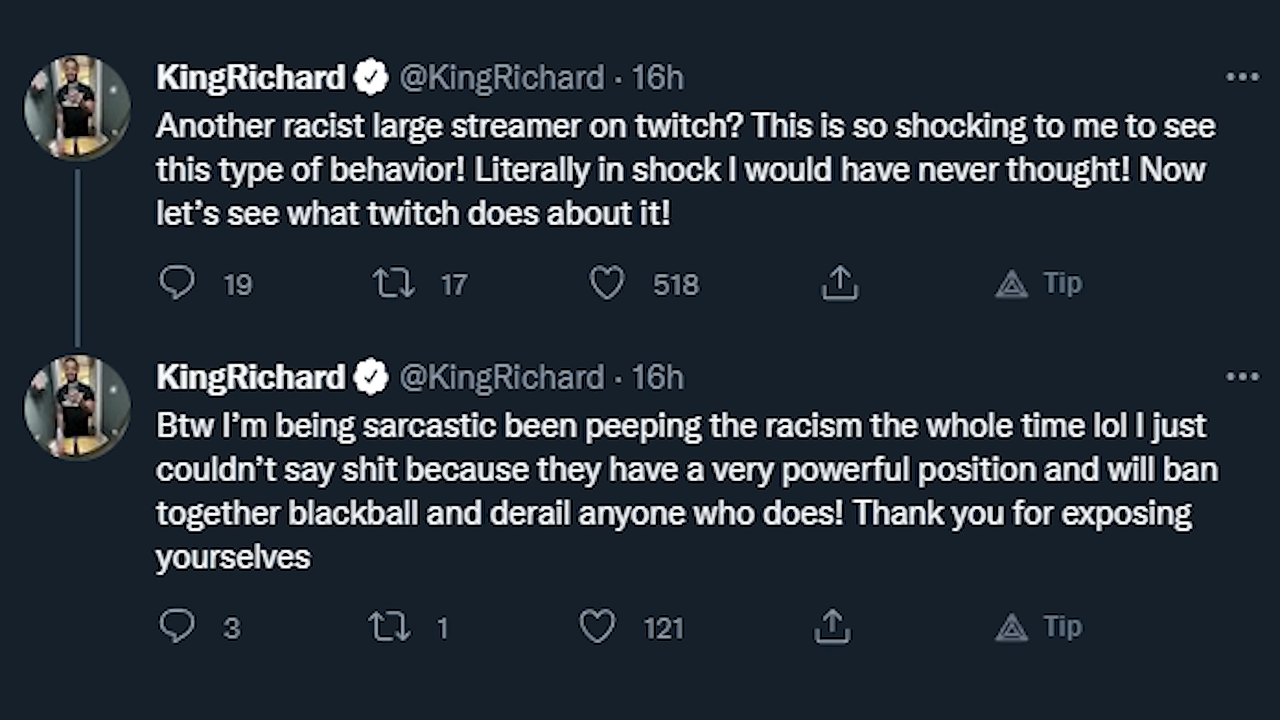 KingRichard @KingRichard · 16h
Another racist large streamer on twitch? This is so shocking to me to see
this type of behavior! Literally in shock I would have never thought! Now
let’s see what twitch does about it!
19 17 518 Tip
KingRichard @KingRichard · 16h
Btw I’m being sarcastic been peeping the racism the whole time lol I just
couldn’t say shit because they have a very powerful position and will ban
together blackball and derail anyone who does! Thank you for exposing
yourselves
3 1 121 Tip